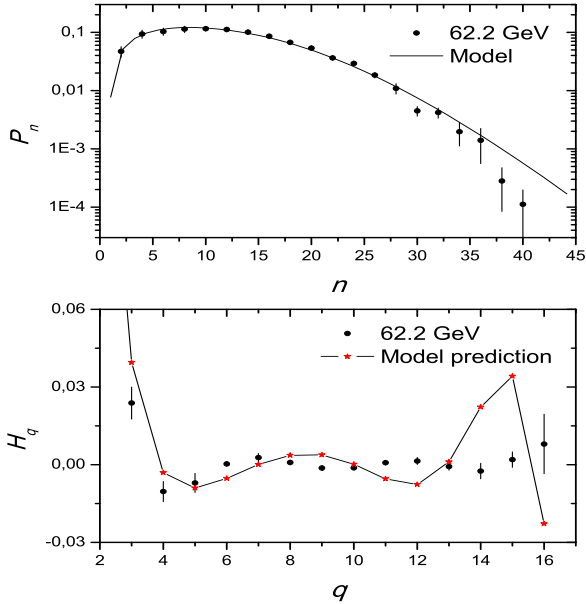 0,1
0,01
1E-3
1E-4
P_n
62.2 GeV
Model
0 5 10 15 20 25 30 35 40 45
n
0,06
0,03
0,00
-0,03
H_q
62.2 GeV
Model prediction
2 4 6 8 10 12 14 16
q